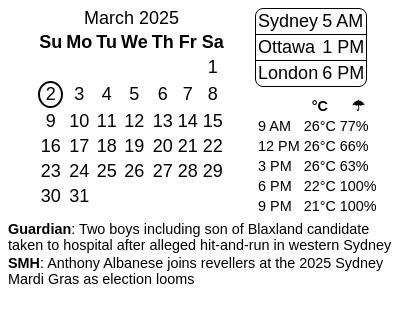 March 2025
Su Mo Tu We Th Fr Sa
1
2 3 4 5 6 7 8
9 10 11 12 13 14 15
16 17 18 19 20 21 22
23 24 25 26 27 28 29
30 31
Sydney 5 AM
Ottawa 1 PM
London 6 PM
°C ☂
9 AM 26°C 77%
12 PM 26°C 66%
3 PM 26°C 63%
6 PM 22°C 100%
9 PM 21°C 100%
Guardian: Two boys including son of Blaxland candidate
taken to hospital after alleged hit-and-run in western Sydney
SMH: Anthony Albanese joins revellers at the 2025 Sydney
Mardi Gras as election looms